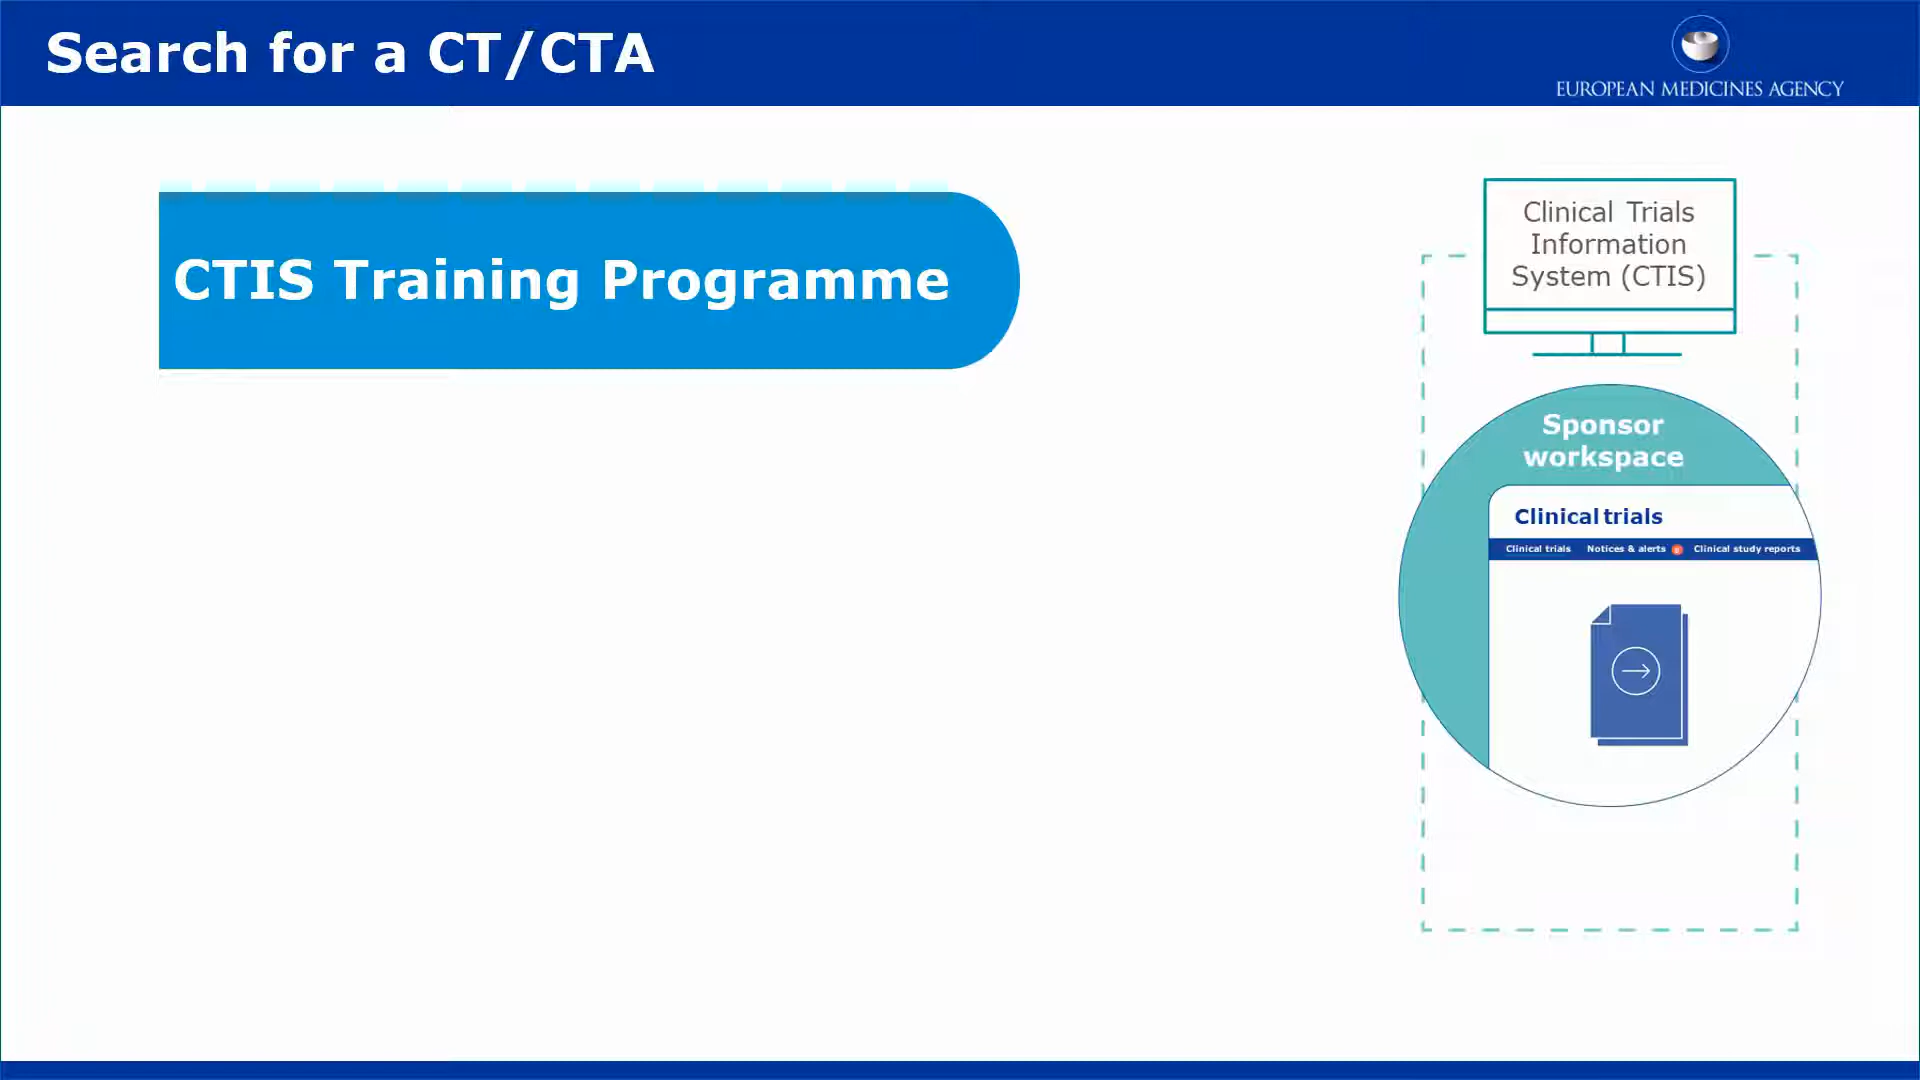 Search for a CT/CTA
EUROPEAN MEDICINES AGENCY
CTIS Training Programme
Clinical Trials
Information
System (CTIS)
Sponsor
workspace
Clinical trials
Clinical trials Notices & alerts Clinical study reports